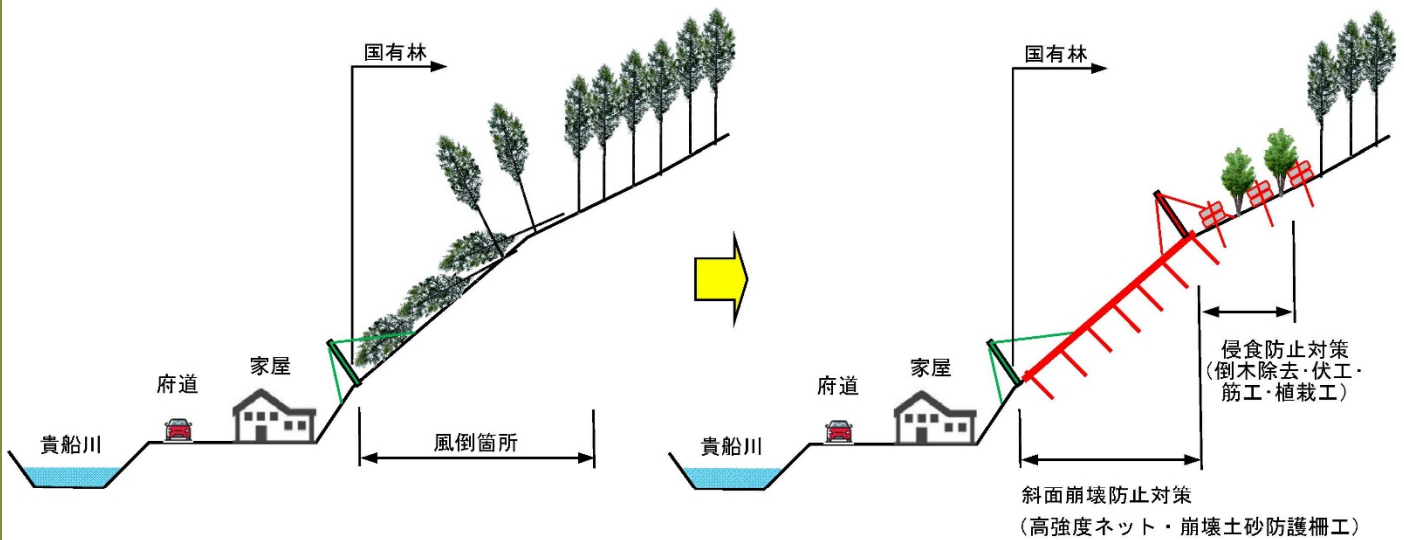 国有林
家屋
府道
貴船川
風倒箇所
国有林
家屋
府道
貴船川
侵食防止対策
（倒木除去・伏工・
筋工・植栽工）
斜面崩壊防止対策
（高強度ネット・崩壊土砂防護柵工）